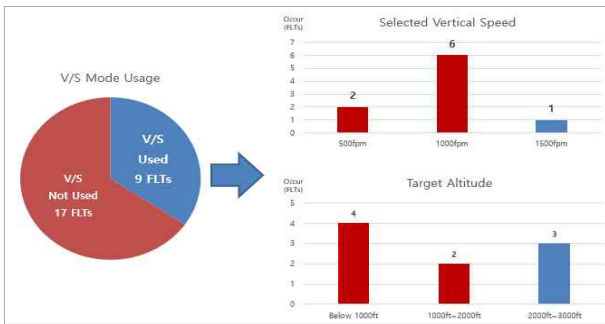 V/S Mode Usage
V/S
Used
9 FLTs
V/S
Not Used
17 FLTs
Selected Vertical Speed
Occur
(FLTs)
7
6
5
4
3
2
1
0
2
6
1
500fpm 1000fpm 1500fpm
Target Altitude
Occur
(FLTs)
5
4
3
2
1
0
4
2
3
Below 1000ft 1000ft~2000ft 2000ft~3000ft